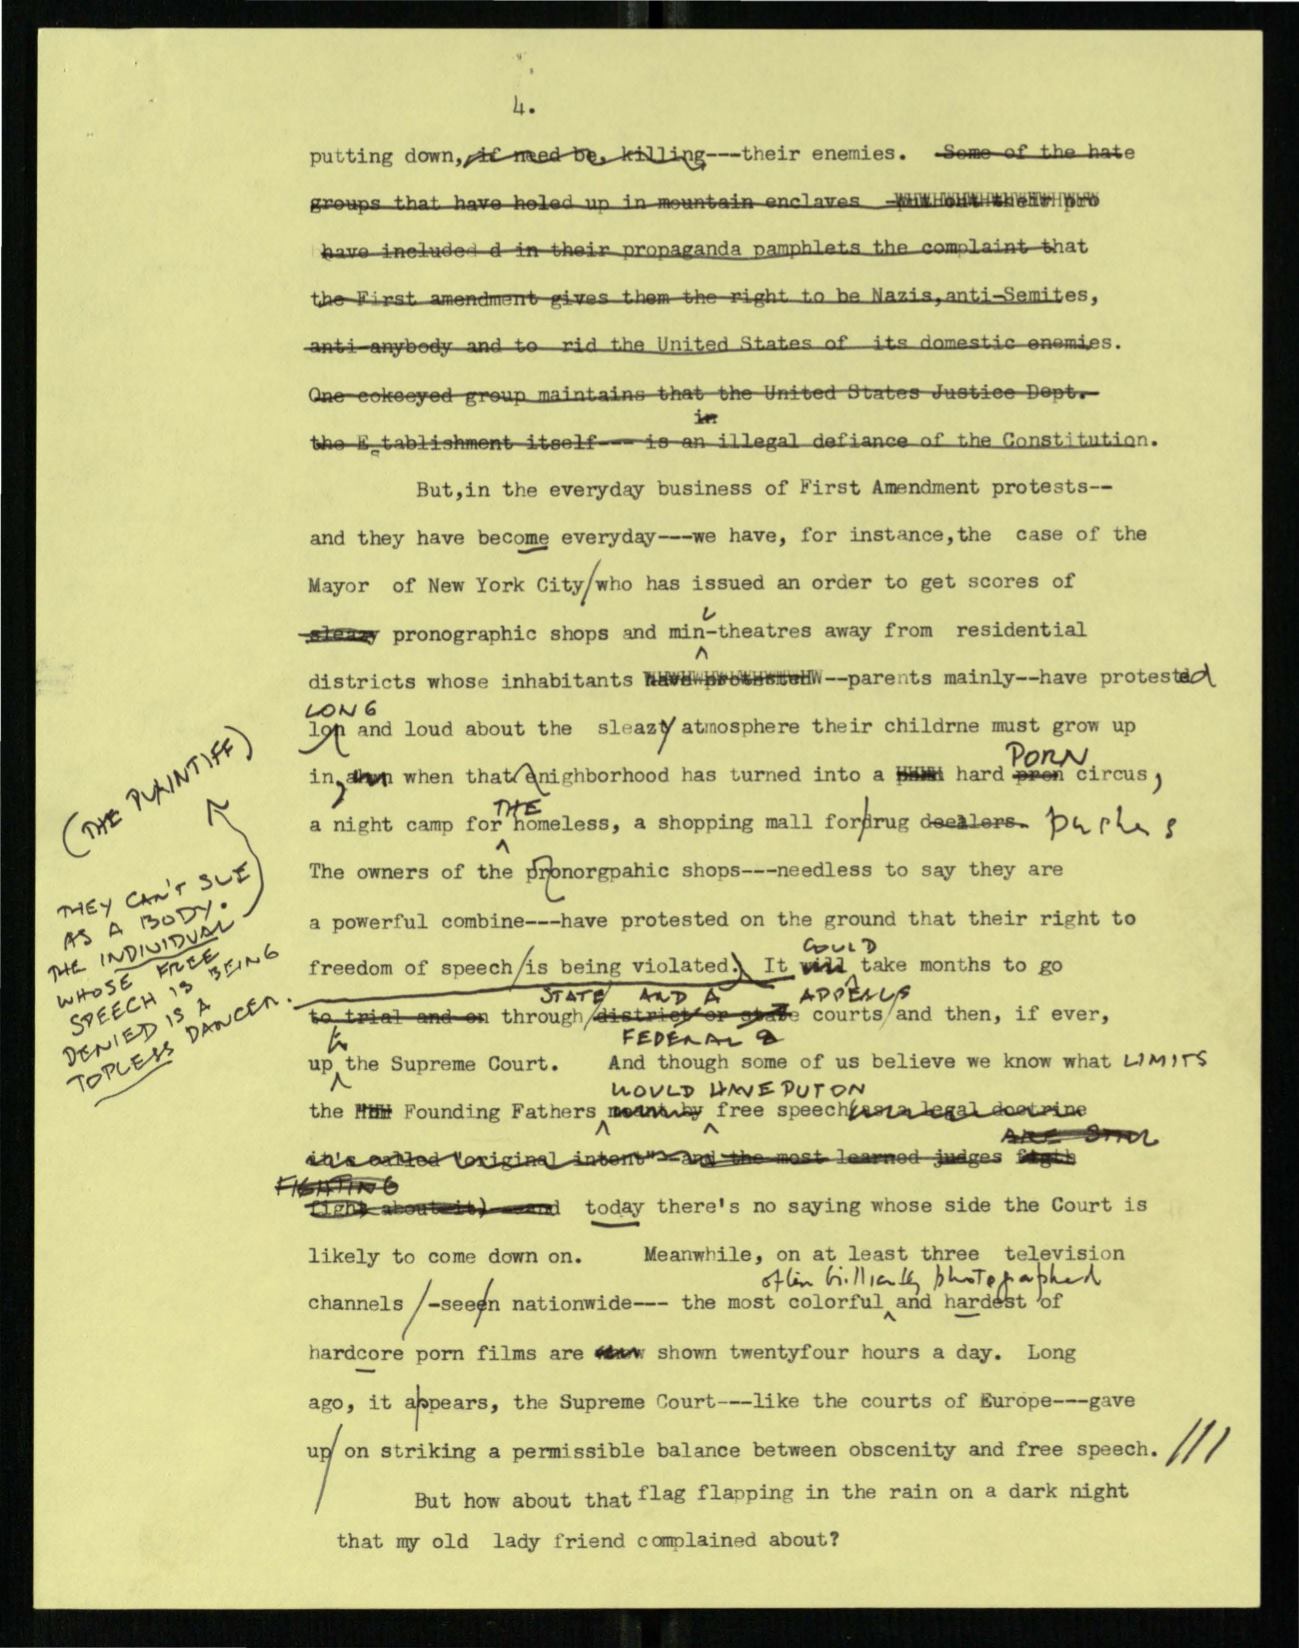 4.
putting down, if need be, killing---their enemies. Some of the hate
groups that have holed up in mountain enclaves
have included d in their propaganda pamphlets the complaint that
the First amendment gives them the right to be Nazis,anti-Semites,
anti-anybody and to rid the United States of its domestic enemies.
One cokceyed group maintains that the United States Justice Dept.
in
the Establishment itself--- is an illegal defiance of the Constitution.
But,in the everyday business of First Amendment protests--
and they have become everyday---we have, for instance,the case of the
Mayor of New York City/who has issued an order to get scores of
sleazy pronographic shops and min-theatres away from residential
districts whose inhabitants have protested --parents mainly--have protested
LONG
lon and loud about the sleazy atmosphere their childrne must grow up
PORN
in, when that nighborhood has turned into a hard pron circus,
THE
a night camp for homeless, a shopping mall for drug dealers. pushers
The owners of the pronorgpahic shops---needless to say they are
a powerful combine---have protested on the ground that their right to
COULD
freedom of speech/is being violated. It will take months to go
STATE AND A APPEALS
to trial and on through/district or state courts/and then, if ever,
to FEDERAL
up the Supreme Court. And though some of us believe we know what LIMITS
WOULD HAVE PUT ON
the Founding Fathers meant by free speech(as a legal doctrine
ARE STILL
it's called "original intent"--and the most learned judges figth
FIGHTING
fight about it) and today there's no saying whose side the Court is
likely to come down on. Meanwhile, on at least three television
often brilliantly photographed
channels /-seen nationwide--- the most colorful and hardest of
hardcore porn films are shown twentyfour hours a day. Long
ago, it appears, the Supreme Court---like the courts of Europe---gave
up/ on striking a permissible balance between obscenity and free speech. ///
But how about that flag flapping in the rain on a dark night
that my old lady friend complained about?
(THE PLAINTIFF)
THEY CAN'T SUE
AS A BODY.
THE INDIVIDUAL
WHOSE FREE
SPEECH IS BEING
DENIED IS A
TOPLESS DANCER.